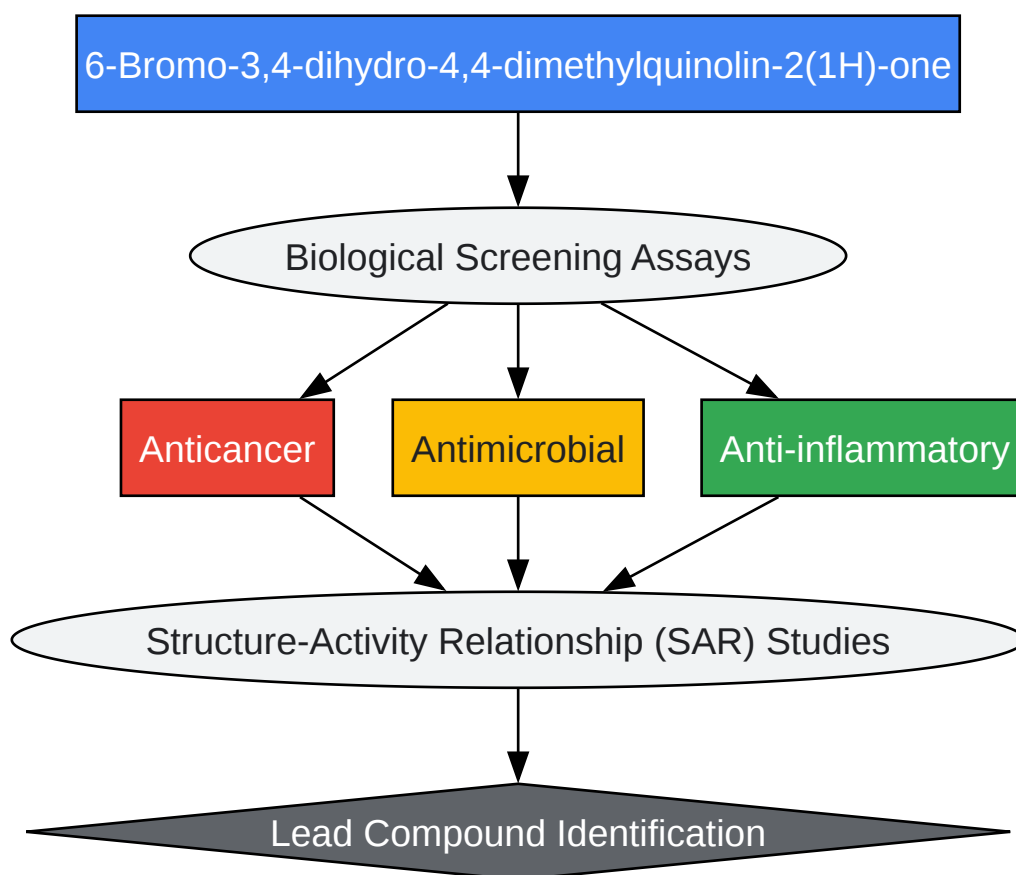 6-Bromo-3,4-dihydro-4,4-dimethylquinolin-2(1H)-one
Biological Screening Assays
Anticancer
Antimicrobial
Anti-inflammatory
Structure-Activity Relationship (SAR) Studies
Lead Compound Identification